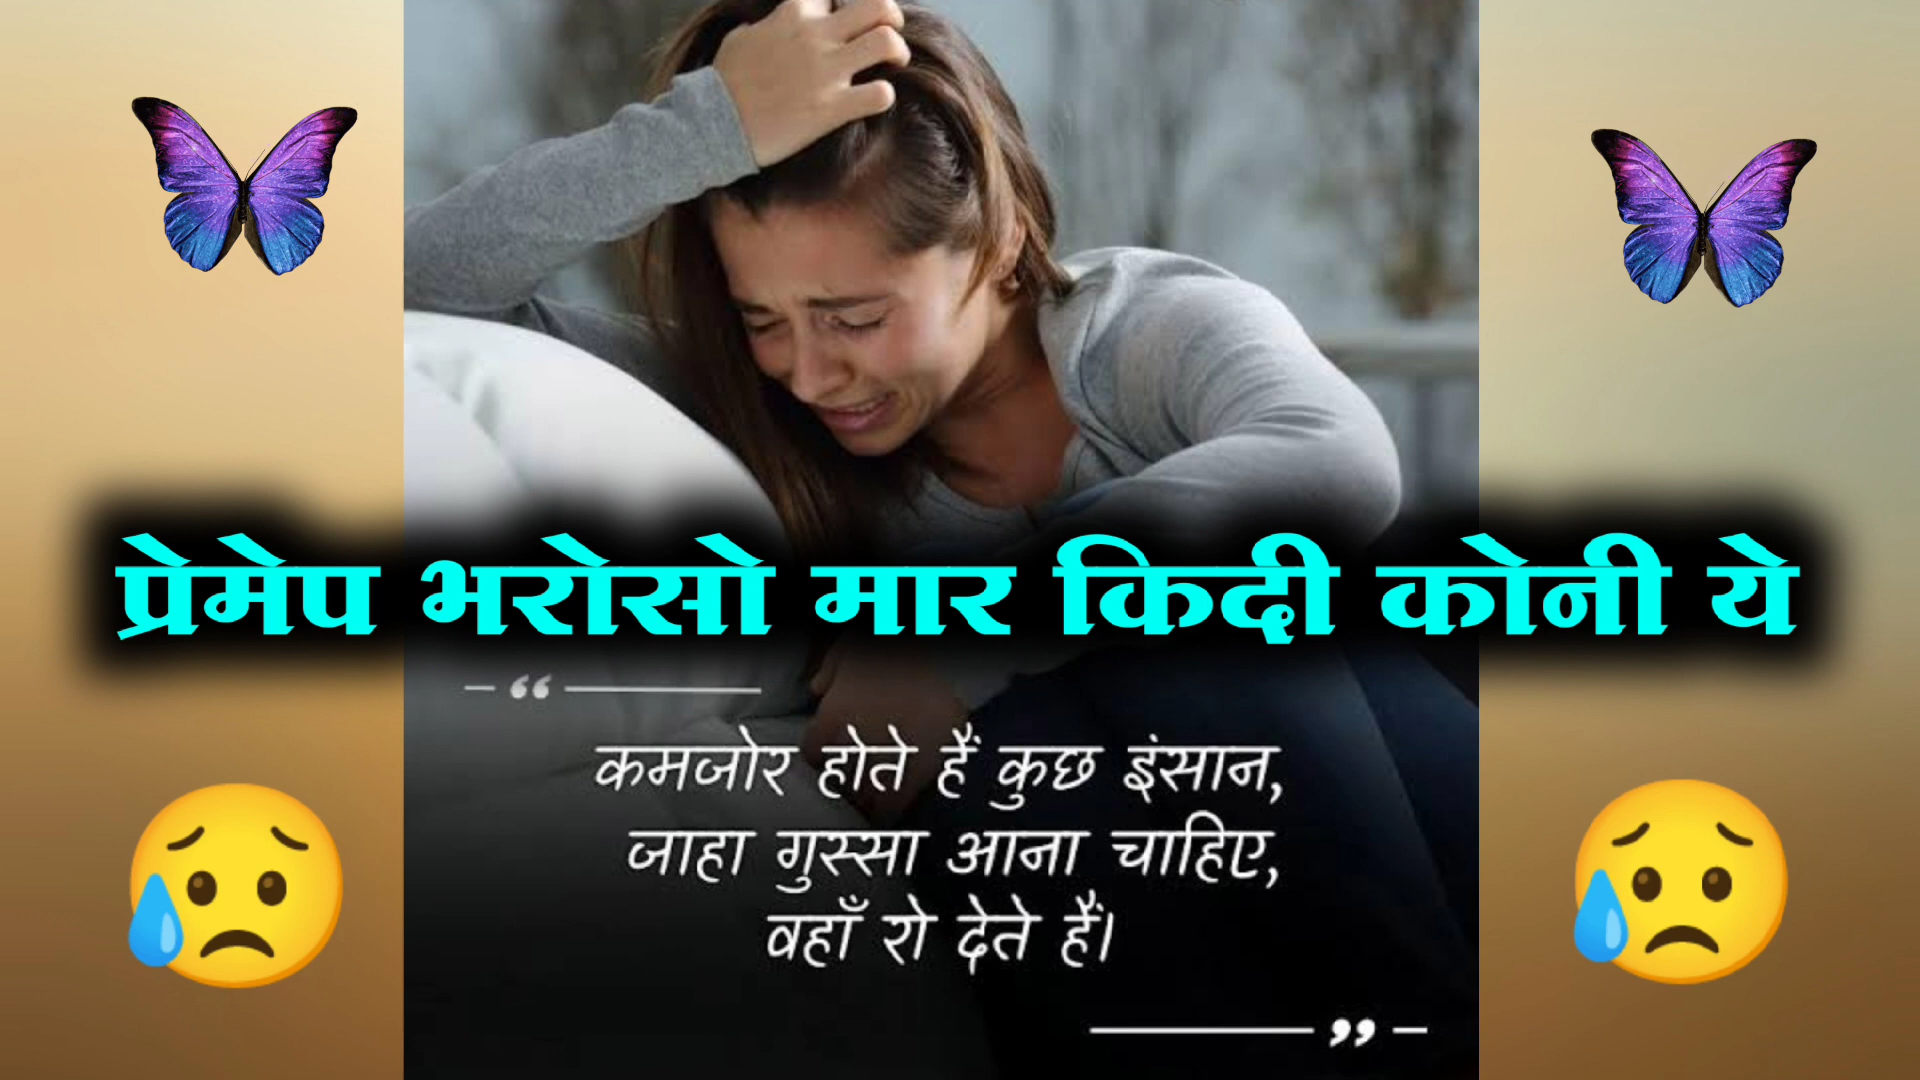 प्रेमेप भरोसो मार किदी कोनी ये
“
कमजोर होते हैं कुछ इंसान,
जाहा गुस्सा आना चाहिए,
वहाँ रो देते हैं।
”